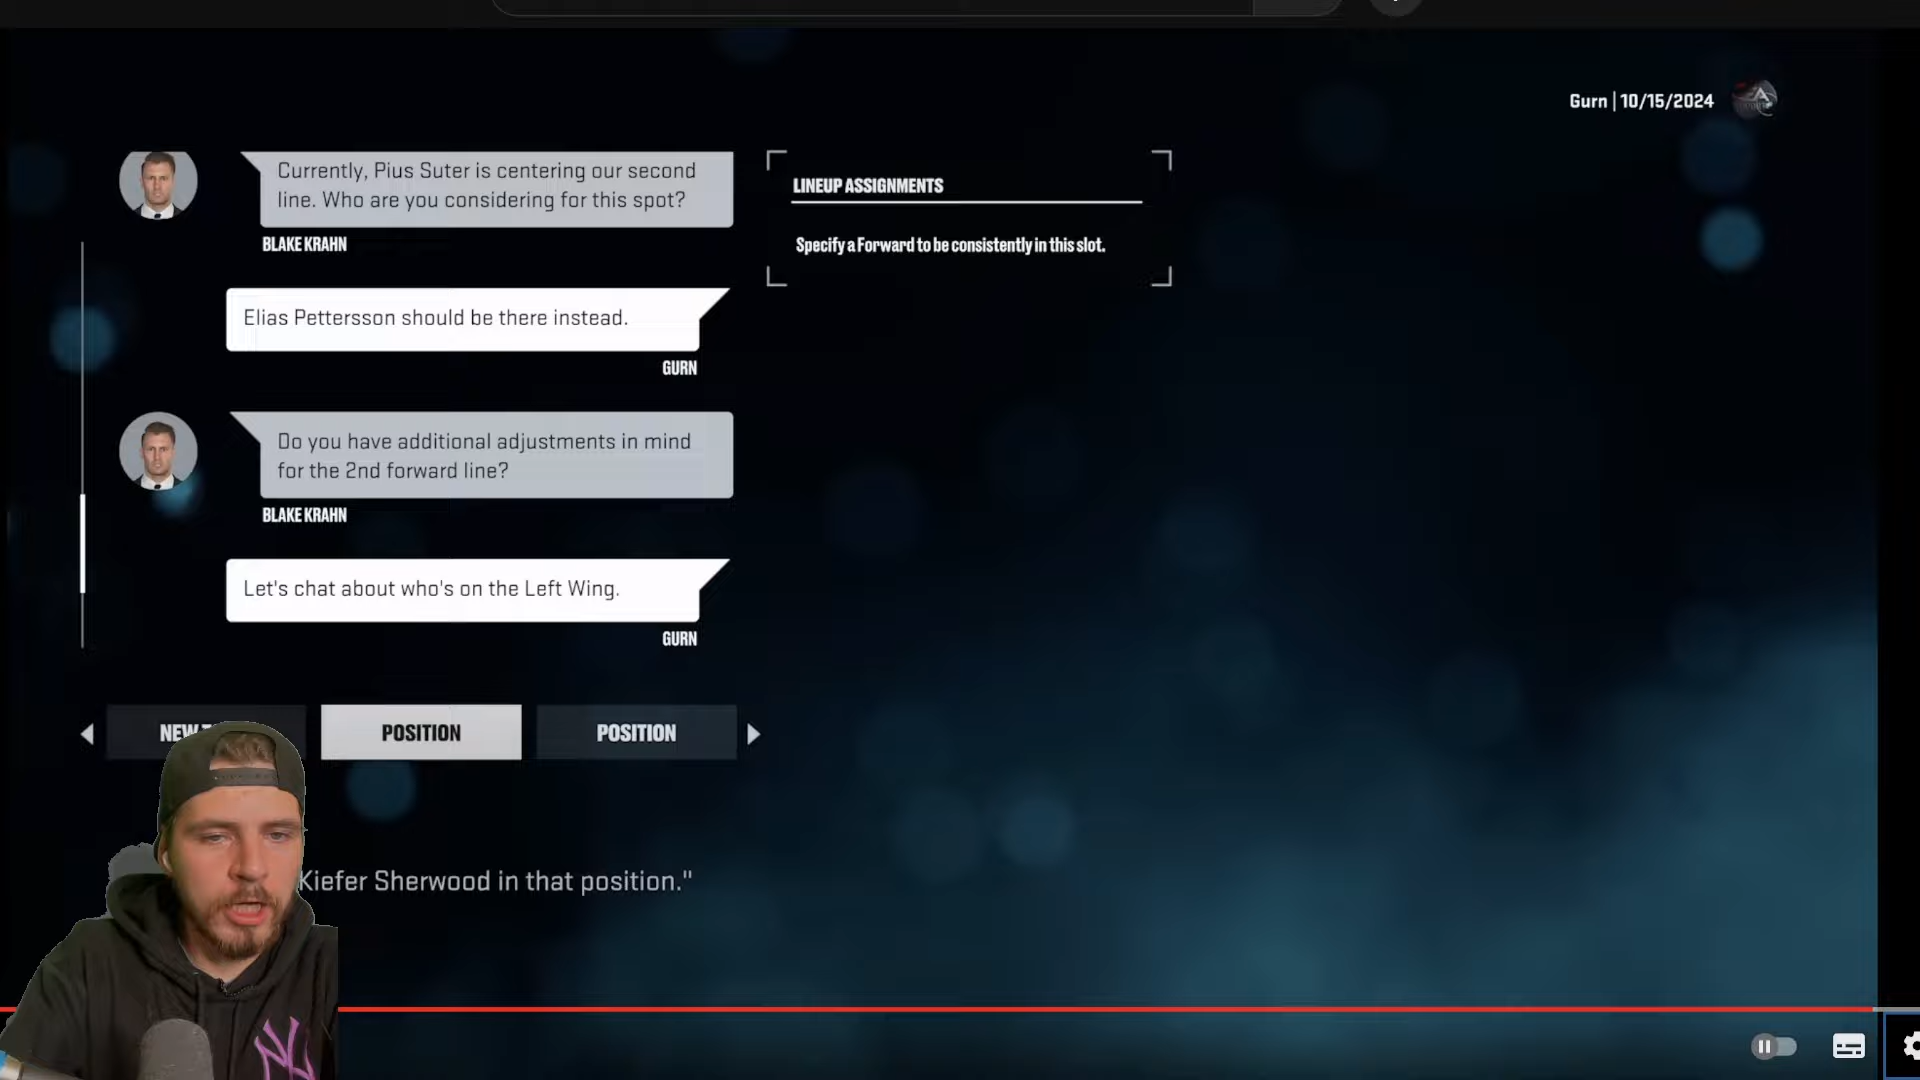 Gurn | 10/15/2024
Currently, Pius Suter is centering our second
line. Who are you considering for this spot?
BLAKE KRAHN
LINEUP ASSIGNMENTS
Specify a Forward to be consistently in this slot.
Elias Pettersson should be there instead.
GURN
Do you have additional adjustments in mind
for the 2nd forward line?
BLAKE KRAHN
Let's chat about who's on the Left Wing.
GURN
NEW
POSITION
POSITION
Kiefer Sherwood in that position."
NY